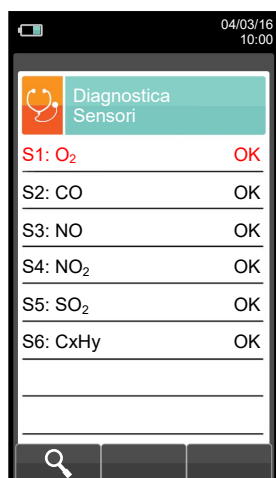 04/03/16
10:00
Diagnostica
Sensori
S1: O₂ OK
S2: CO OK
S3: NO OK
S4: NO₂ OK
S5: SO₂ OK
S6: CxHy OK